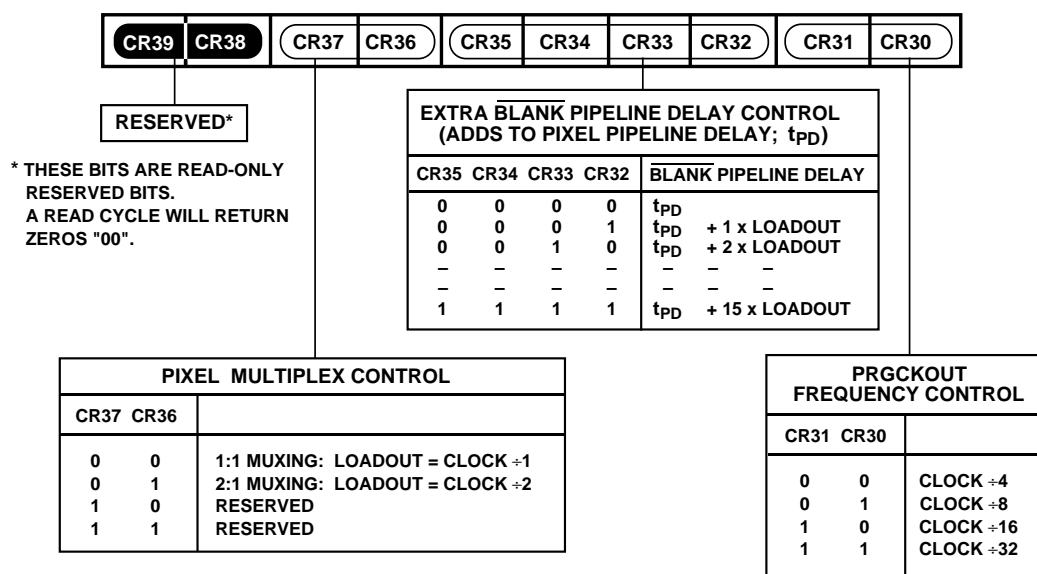 CR39 CR38 CR37 CR36 CR35 CR34 CR33 CR32 CR31 CR30
RESERVED*
* THESE BITS ARE READ-ONLY
RESERVED BITS.
A READ CYCLE WILL RETURN
ZEROS "00".
EXTRA BLANK PIPELINE DELAY CONTROL
(ADDS TO PIXEL PIPELINE DELAY; tPD)
CR35 CR34 CR33 CR32 BLANK PIPELINE DELAY
0 0 0 0 tPD
0 0 0 1 tPD + 1 x LOADOUT
0 0 1 0 tPD + 2 x LOADOUT
– – – – – – –
– – – – – – –
1 1 1 1 tPD + 15 x LOADOUT
PIXEL MULTIPLEX CONTROL
CR37 CR36
0 0 1:1 MUXING: LOADOUT = CLOCK ÷1
0 1 2:1 MUXING: LOADOUT = CLOCK ÷2
1 0 RESERVED
1 1 RESERVED
PRGCKOUT
FREQUENCY CONTROL
CR31 CR30
0 0 CLOCK ÷4
0 1 CLOCK ÷8
1 0 CLOCK ÷16
1 1 CLOCK ÷32